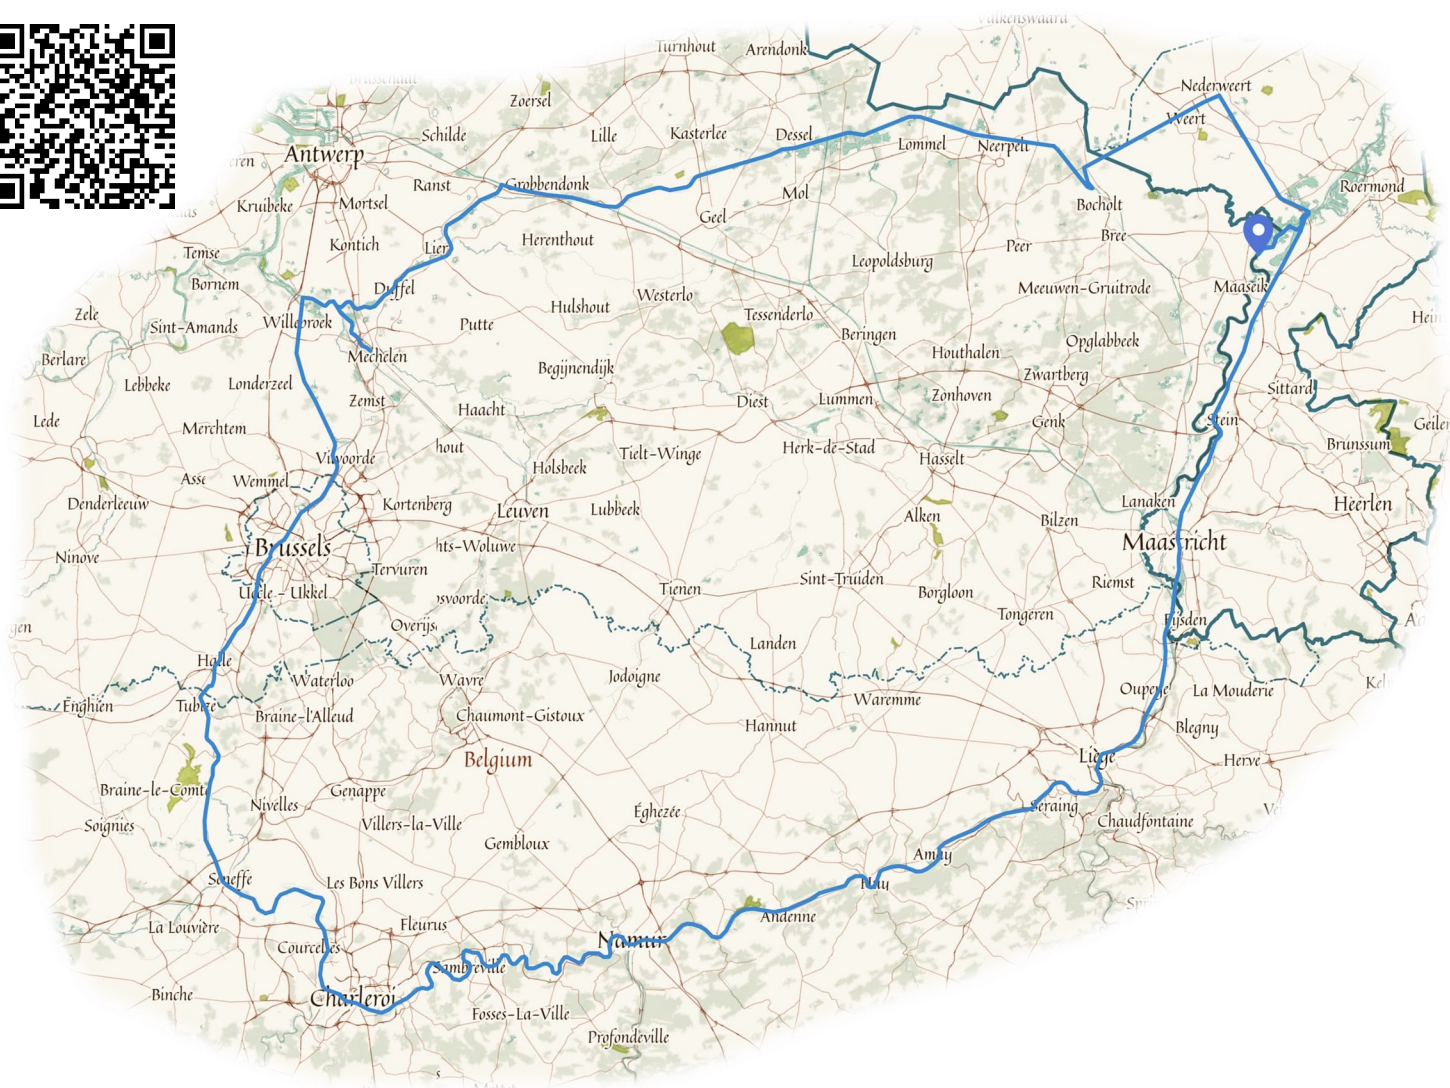 Valkenswaard
Turnhout
Arendonk
Brasschaat
Zoersel
Nederweert
Schilde
Lille
Kasterlee
Dessel
Lommel
Neerpelt
Weert
Antwerp
Ranst
Grobbendonk
Mol
Roermond
Kruibeke
Mortsel
Geel
Bocholt
Temse
Kontich
Lier
Herenthout
Peer
Bree
Leopoldsburg
Bornem
Duffel
Westerlo
Meeuwen-Gruitrode
Maaseik
Zele
Sint-Amands
Willebroek
Putte
Hulshout
Tessenderlo
Beringen
Berlare
Mechelen
Begijnendijk
Houthalen
Opglabbeek
Lebbeke
Londerzeel
Zemst
Haacht
Diest
Lummen
Zonhoven
Zwartberg
Sittard
Lede
Merchtem
hout
Tielt-Winge
Herk-de-Stad
Genk
Stein
Brunssum
Vilvoorde
Holsbeek
Hasselt
Asse
Wemmel
Denderleeuw
Kortenberg
Leuven
Lubbeek
Alken
Bilzen
Lanaken
Heerlen
Brussels
hts-Woluwe
Maastricht
Ninove
Tervuren
Uccle - Ukkel
Tienen
Sint-Truiden
Borgloon
Riemst
Overijs
Tongeren
Eijsden
Halle
Landen
Waterloo
Wavre
Jodoigne
Waremme
Oupeye
La Mouderie
Enghien
Tubize
Braine-l'Alleud
Chaumont-Gistoux
Hannut
Blegny
Belgium
Liège
Herve
Braine-le-Comte
Nivelles
Genappe
Seraing
Soignies
Villers-la-Ville
Éghezée
Chaudfontaine
Gembloux
Amay
Seneffe
Les Bons Villers
Huy
La Louvière
Fleurus
Andenne
Courcelles
Namur
Sambreville
Binche
Charleroi
Fosses-La-Ville
Profondeville